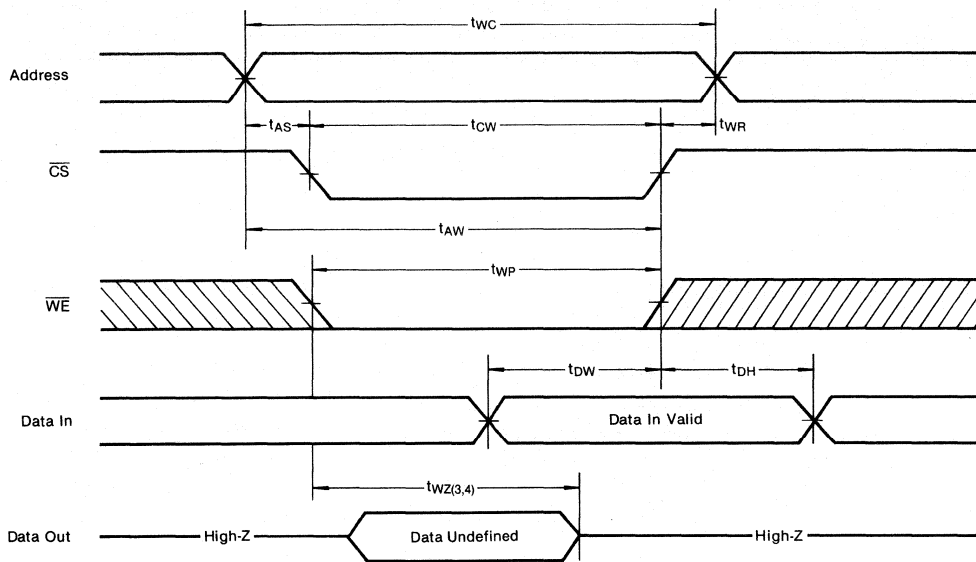 tWC
Address
tAS
tCW
tWR
CS
tAW
tWP
WE
tDW
tDH
Data In
Data In Valid
tWZ(3,4)
Data Out
High-Z
Data Undefined
High-Z